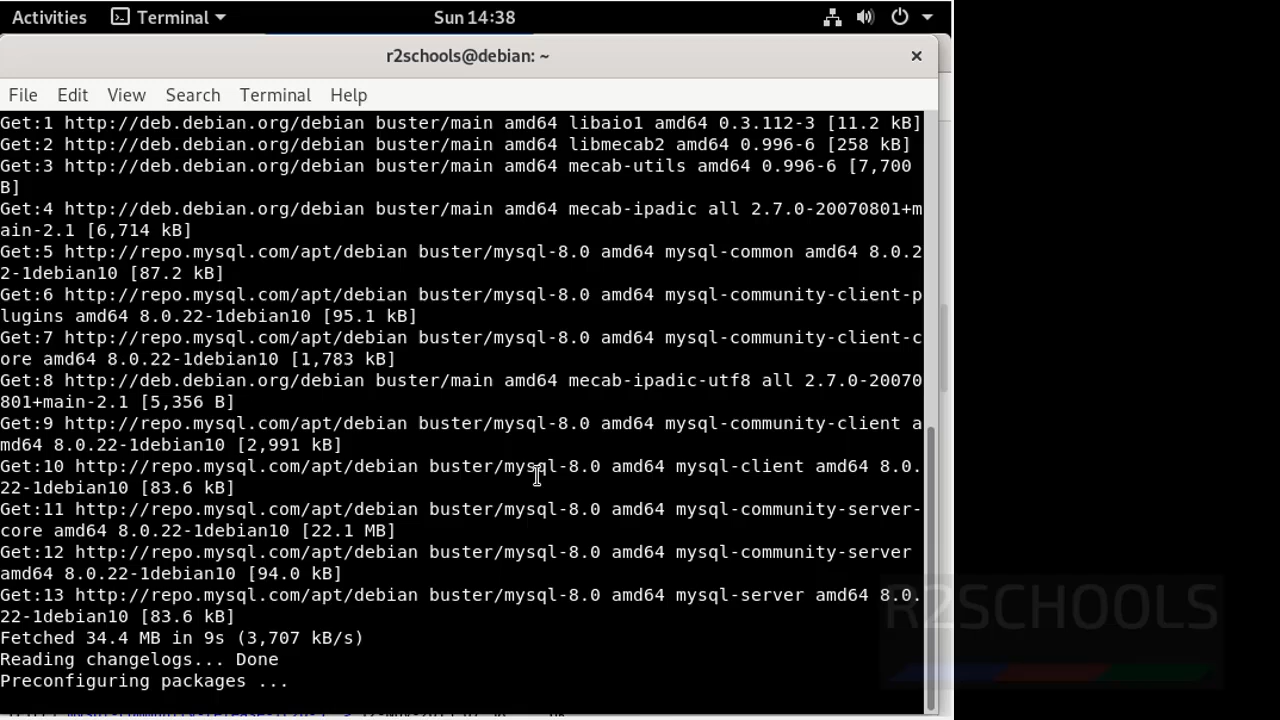 Activities Terminal Sun 14:38
r2schools@debian: ~
File Edit View Search Terminal Help
Get:1 http://deb.debian.org/debian buster/main amd64 libaio1 amd64 0.3.112-3 [11.2 kB]
Get:2 http://deb.debian.org/debian buster/main amd64 libmecab2 amd64 0.996-6 [258 kB]
Get:3 http://deb.debian.org/debian buster/main amd64 mecab-utils amd64 0.996-6 [7,700
B]
Get:4 http://deb.debian.org/debian buster/main amd64 mecab-ipadic all 2.7.0-20070801+m
ain-2.1 [6,714 kB]
Get:5 http://repo.mysql.com/apt/debian buster/mysql-8.0 amd64 mysql-common amd64 8.0.2
2-1debian10 [87.2 kB]
Get:6 http://repo.mysql.com/apt/debian buster/mysql-8.0 amd64 mysql-community-client-p
lugins amd64 8.0.22-1debian10 [95.1 kB]
Get:7 http://repo.mysql.com/apt/debian buster/mysql-8.0 amd64 mysql-community-client-c
ore amd64 8.0.22-1debian10 [1,783 kB]
Get:8 http://deb.debian.org/debian buster/main amd64 mecab-ipadic-utf8 all 2.7.0-20070
801+main-2.1 [5,356 B]
Get:9 http://repo.mysql.com/apt/debian buster/mysql-8.0 amd64 mysql-community-client a
md64 8.0.22-1debian10 [2,991 kB]
Get:10 http://repo.mysql.com/apt/debian buster/mysql-8.0 amd64 mysql-client amd64 8.0.
22-1debian10 [83.6 kB]
Get:11 http://repo.mysql.com/apt/debian buster/mysql-8.0 amd64 mysql-community-server-
core amd64 8.0.22-1debian10 [22.1 MB]
Get:12 http://repo.mysql.com/apt/debian buster/mysql-8.0 amd64 mysql-community-server
amd64 8.0.22-1debian10 [94.0 kB]
Get:13 http://repo.mysql.com/apt/debian buster/mysql-8.0 amd64 mysql-server amd64 8.0.
22-1debian10 [83.6 kB]
Fetched 34.4 MB in 9s (3,707 kB/s)
Reading changelogs... Done
Preconfiguring packages ...
R2SCHOOLS